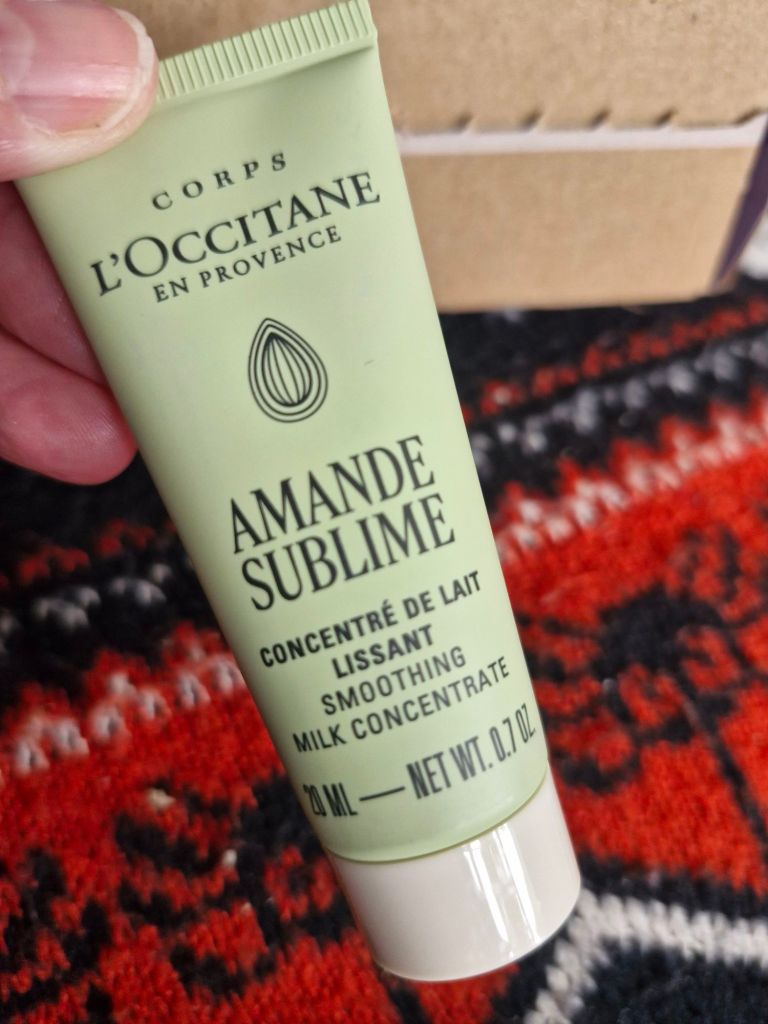 CORPS
L'OCCITANE
EN PROVENCE
AMANDE
SUBLIME
CONCENTRÉ DE LAIT
LISSANT
SMOOTHING
MILK CONCENTRATE
20 ML — NET WT. 0.7 OZ.